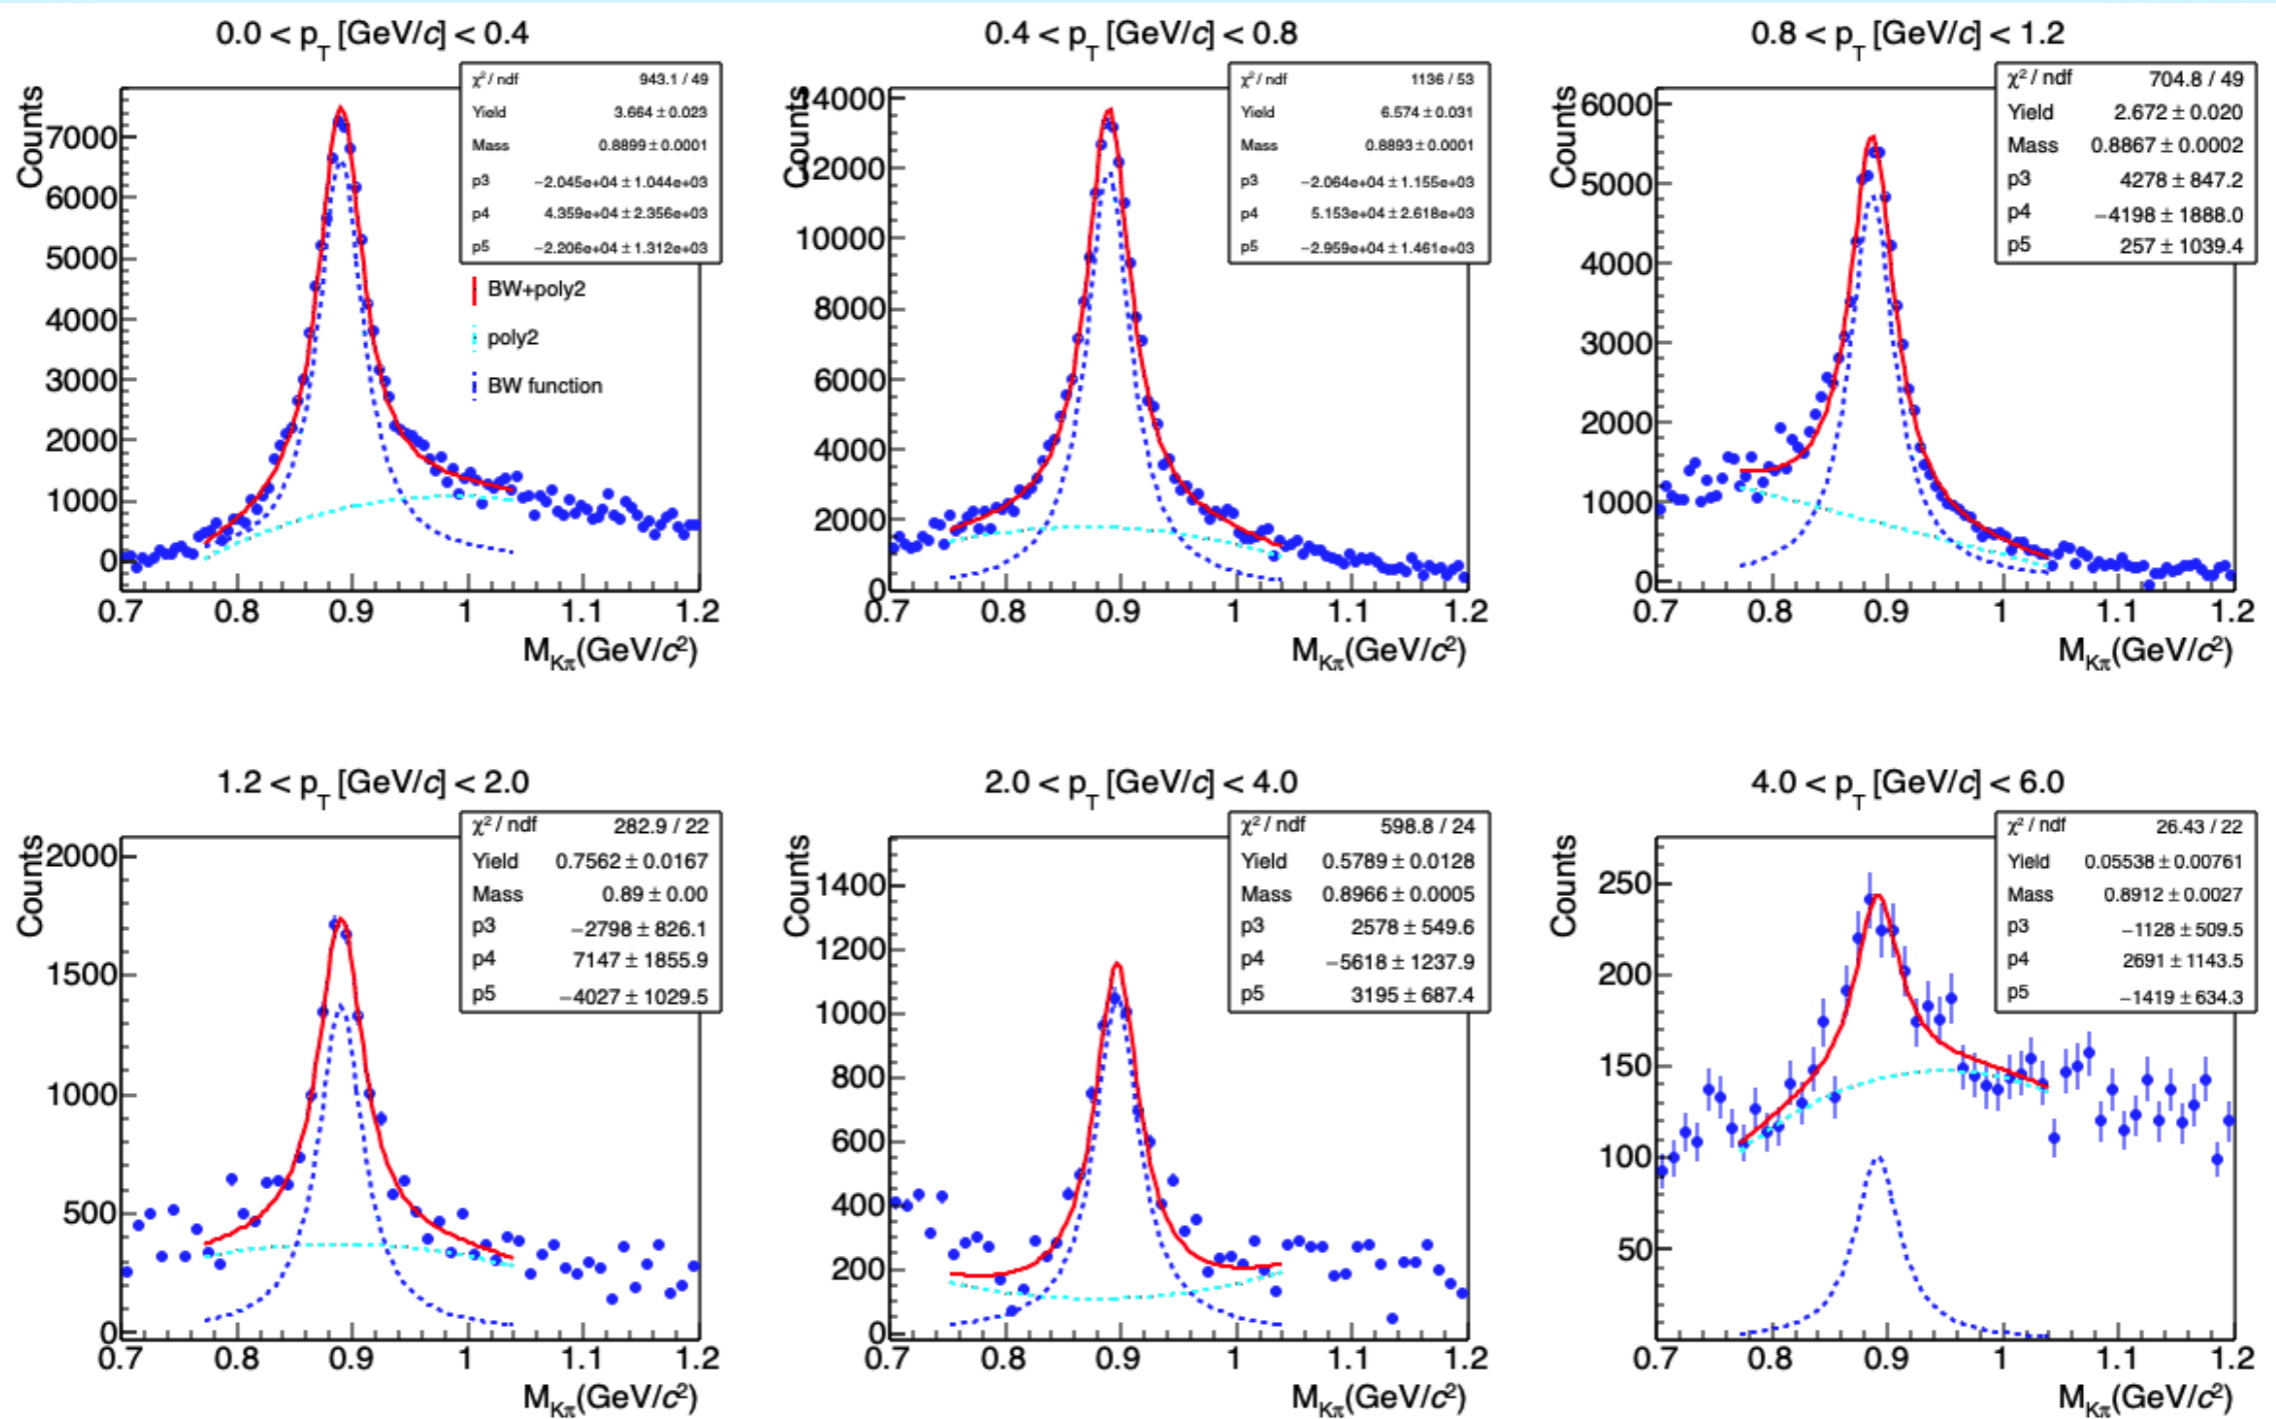 0.0 < p_T [GeV/c] < 0.4
Counts
χ² / ndf 943.1 / 49
Yield 3.664 ± 0.023
Mass 0.8899 ± 0.0001
p3 −2.045e+04 ± 1.044e+03
p4 4.359e+04 ± 2.356e+03
p5 −2.206e+04 ± 1.312e+03
BW+poly2
poly2
BW function
7000
6000
5000
4000
3000
2000
1000
0
0.7 0.8 0.9 1 1.1 1.2
M_Kπ(GeV/c²)
0.4 < p_T [GeV/c] < 0.8
Counts
χ² / ndf 1136 / 53
Yield 6.574 ± 0.031
Mass 0.8893 ± 0.0001
p3 −2.064e+04 ± 1.155e+03
p4 5.153e+04 ± 2.618e+03
p5 −2.959e+04 ± 1.461e+03
14000
12000
10000
8000
6000
4000
2000
0
0.7 0.8 0.9 1 1.1 1.2
M_Kπ(GeV/c²)
0.8 < p_T [GeV/c] < 1.2
Counts
χ² / ndf 704.8 / 49
Yield 2.672 ± 0.020
Mass 0.8867 ± 0.0002
p3 4278 ± 847.2
p4 −4198 ± 1888.0
p5 257 ± 1039.4
6000
5000
4000
3000
2000
1000
0
0.7 0.8 0.9 1 1.1 1.2
M_Kπ(GeV/c²)
1.2 < p_T [GeV/c] < 2.0
Counts
χ² / ndf 282.9 / 22
Yield 0.7562 ± 0.0167
Mass 0.89 ± 0.00
p3 −2798 ± 826.1
p4 7147 ± 1855.9
p5 −4027 ± 1029.5
2000
1500
1000
500
0
0.7 0.8 0.9 1 1.1 1.2
M_Kπ(GeV/c²)
2.0 < p_T [GeV/c] < 4.0
Counts
χ² / ndf 598.8 / 24
Yield 0.5789 ± 0.0128
Mass 0.8966 ± 0.0005
p3 2578 ± 549.6
p4 −5618 ± 1237.9
p5 3195 ± 687.4
1400
1200
1000
800
600
400
200
0
0.7 0.8 0.9 1 1.1 1.2
M_Kπ(GeV/c²)
4.0 < p_T [GeV/c] < 6.0
Counts
χ² / ndf 26.43 / 22
Yield 0.05538 ± 0.00761
Mass 0.8912 ± 0.0027
p3 −1128 ± 509.5
p4 2691 ± 1143.5
p5 −1419 ± 634.3
250
200
150
100
50
0.7 0.8 0.9 1 1.1 1.2
M_Kπ(GeV/c²)